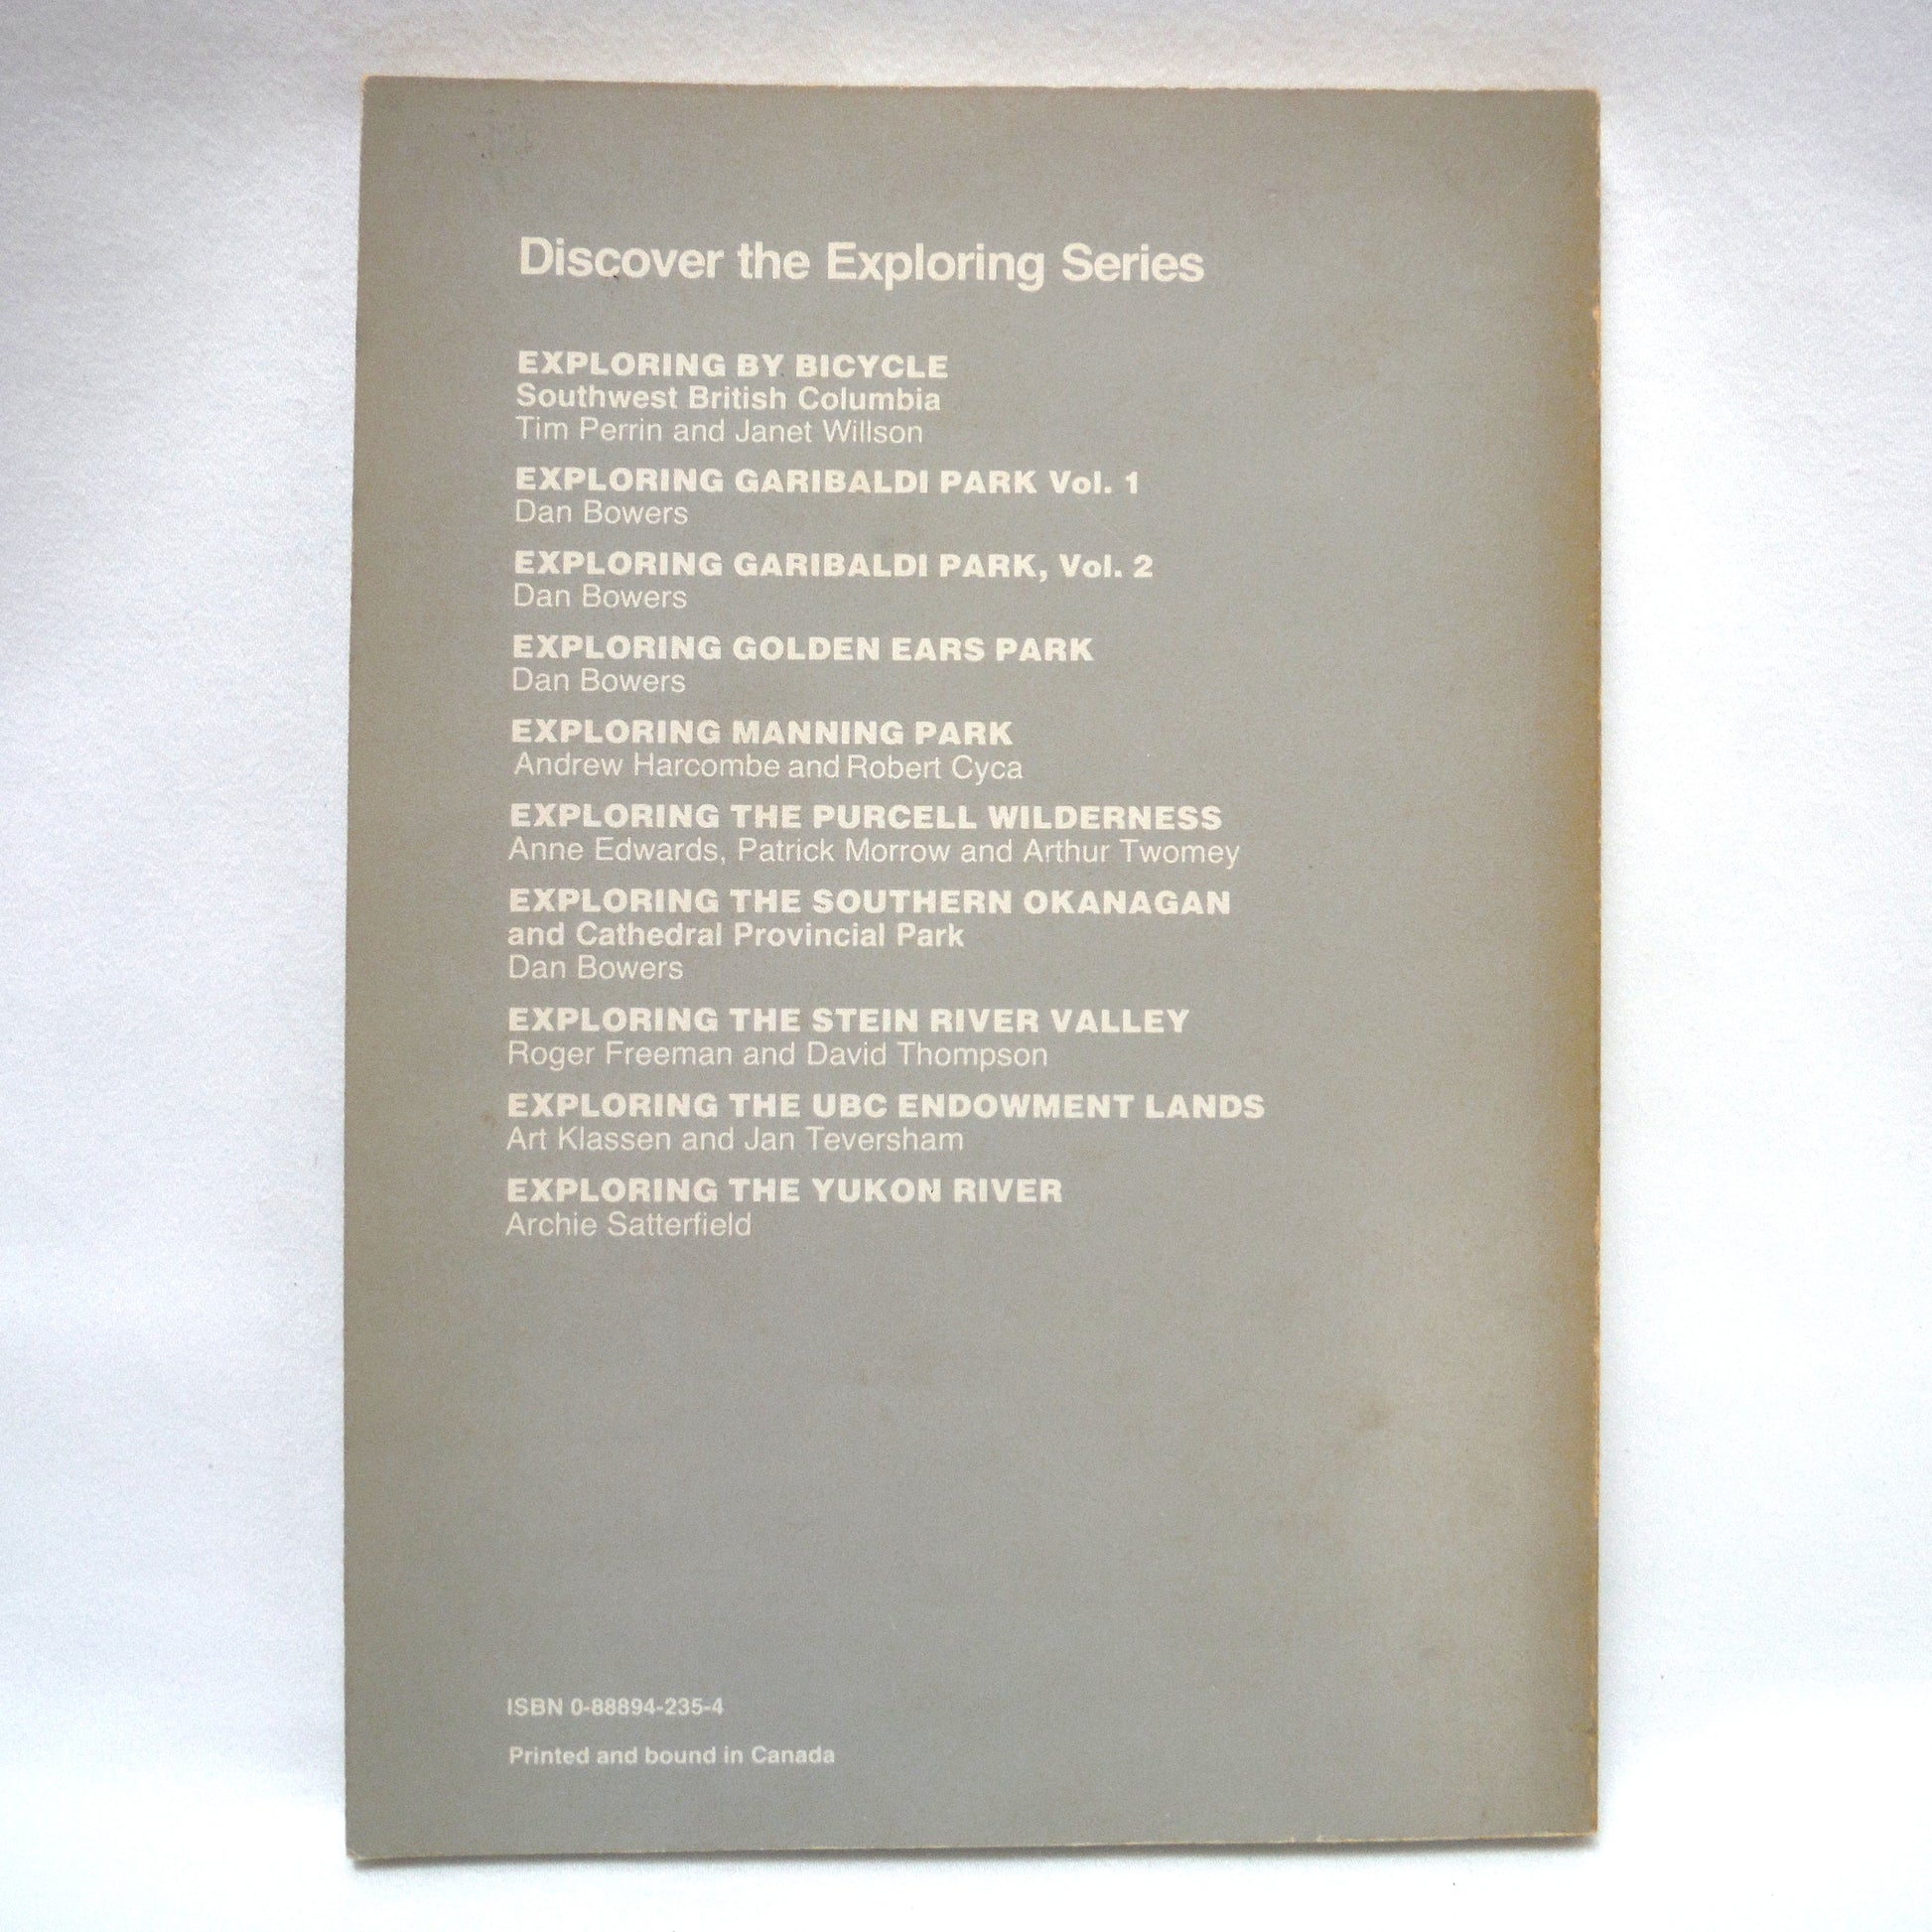 Discover the Exploring Series
EXPLORING BY BICYCLE
Southwest British Columbia
Tim Perrin and Janet Willson
EXPLORING GARIBALDI PARK Vol. 1
Dan Bowers
EXPLORING GARIBALDI PARK, Vol. 2
Dan Bowers
EXPLORING GOLDEN EARS PARK
Dan Bowers
EXPLORING MANNING PARK
Andrew Harcombe and Robert Cyca
EXPLORING THE PURCELL WILDERNESS
Anne Edwards, Patrick Morrow and Arthur Twomey
EXPLORING THE SOUTHERN OKANAGAN
and Cathedral Provincial Park
Dan Bowers
EXPLORING THE STEIN RIVER VALLEY
Roger Freeman and David Thompson
EXPLORING THE UBC ENDOWMENT LANDS
Art Klassen and Jan Teversham
EXPLORING THE YUKON RIVER
Archie Satterfield
ISBN 0-88894-235-4
Printed and bound in Canada